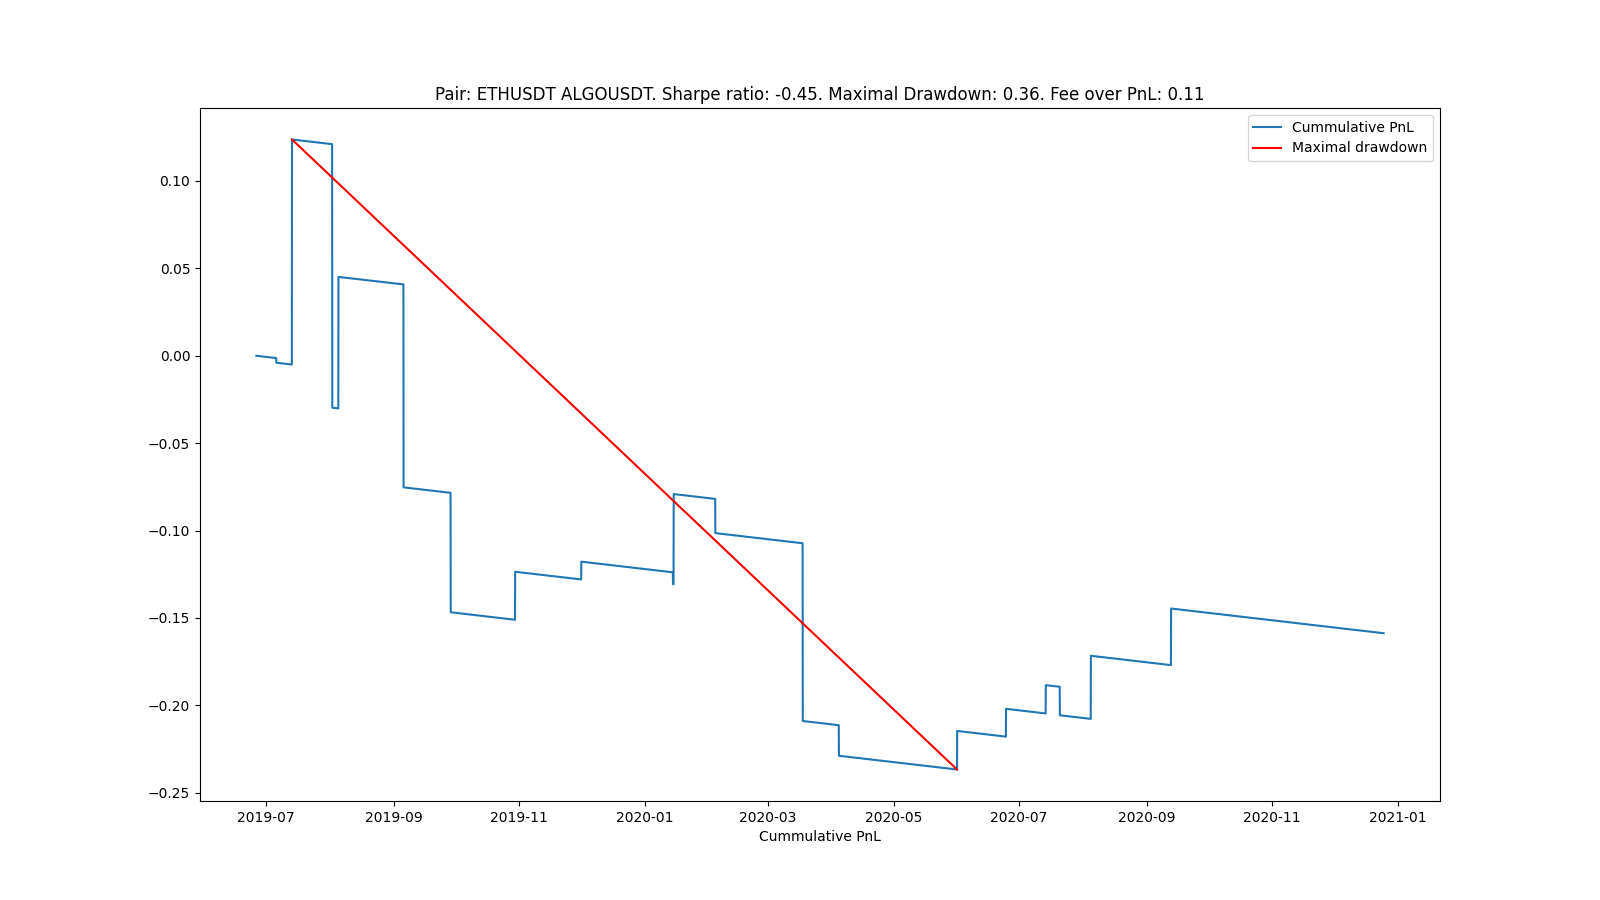 Pair: ETHUSDT ALGOUSDT. Sharpe ratio: -0.45. Maximal Drawdown: 0.36. Fee over PnL: 0.11
Cummulative PnL
Maximal drawdown
0.10
0.05
0.00
−0.05
−0.10
−0.15
−0.20
−0.25
2019-07 2019-09 2019-11 2020-01 2020-03 2020-05 2020-07 2020-09 2020-11 2021-01
Cummulative PnL